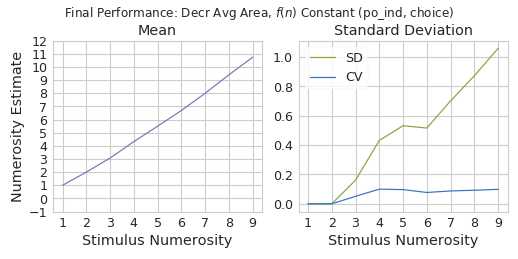 Final Performance: Decr Avg Area, f(n) Constant (po_ind, choice)
Mean
Numerosity Estimate
12
11
10
9
8
7
6
5
4
3
2
1
0
−1
1 2 3 4 5 6 7 8 9
Stimulus Numerosity
Standard Deviation
SD
CV
1.0
0.8
0.6
0.4
0.2
0.0
1 2 3 4 5 6 7 8 9
Stimulus Numerosity